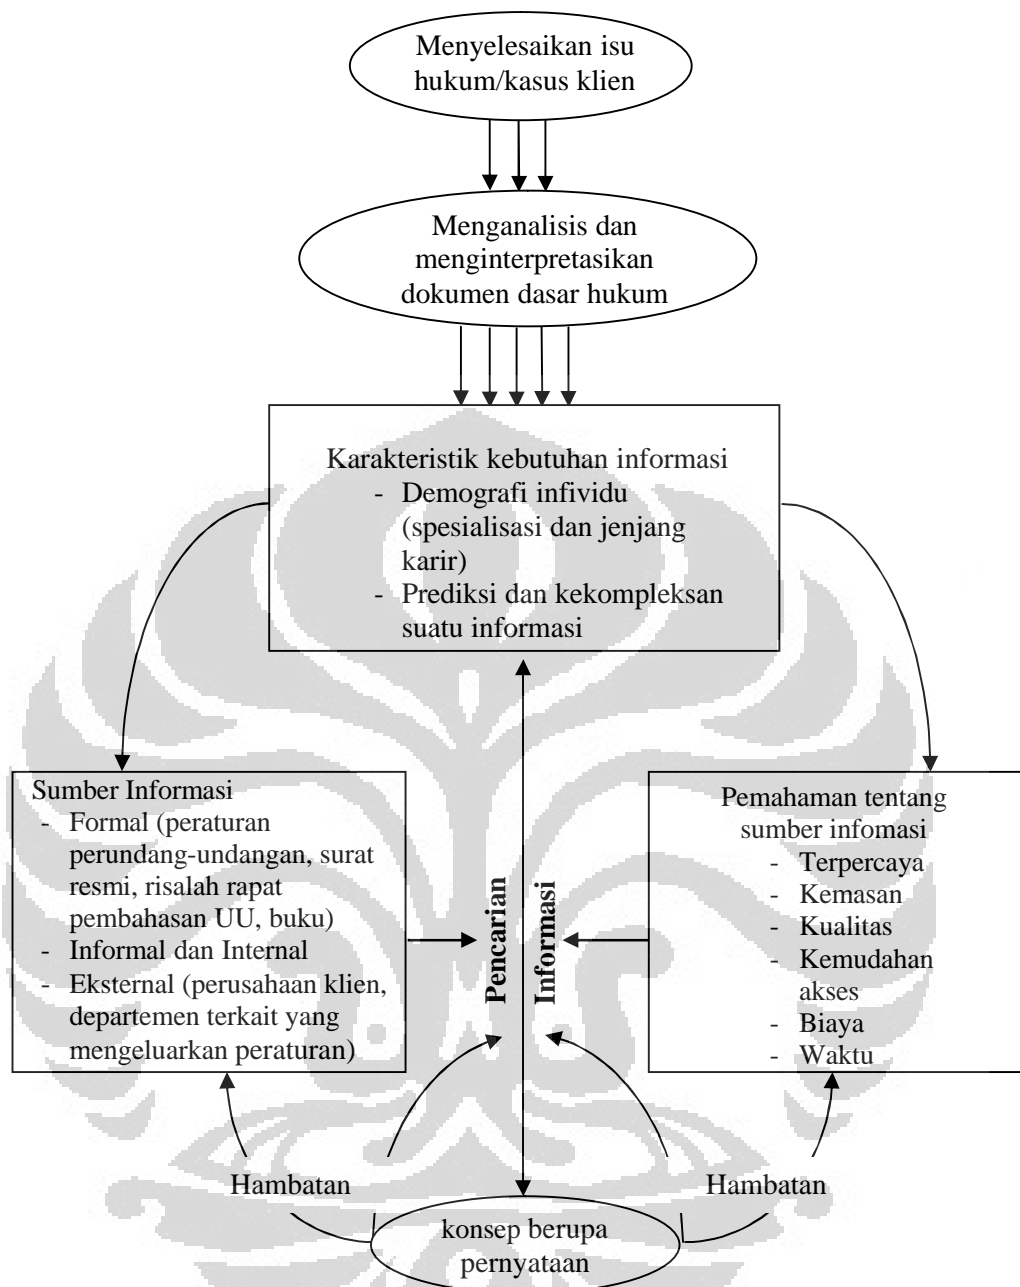 Menyelesaikan isu
hukum/kasus klien
Menganalisis dan
menginterpretasikan
dokumen dasar hukum
Karakteristik kebutuhan informasi
- Demografi infividu
(spesialisasi dan jenjang
karir)
- Prediksi dan kekompleksan
suatu informasi
Sumber Informasi
- Formal (peraturan
perundang-undangan, surat
resmi, risalah rapat
pembahasan UU, buku)
- Informal dan Internal
- Eksternal (perusahaan klien,
departemen terkait yang
mengeluarkan peraturan)
Pencarian
Informasi
Pemahaman tentang
sumber infomasi
- Terpercaya
- Kemasan
- Kualitas
- Kemudahan
akses
- Biaya
- Waktu
Hambatan
Hambatan
konsep berupa
pernyataan